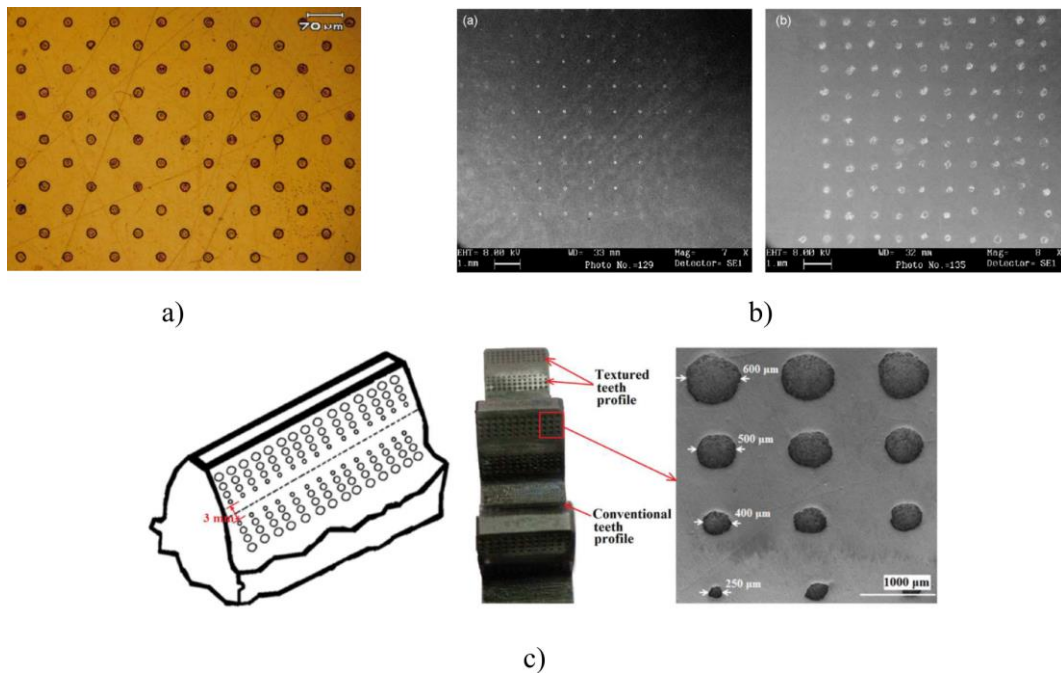 70 μm
(a)
EHT= 8.00 kV WD= 33 mm Mag= 7 X
1 mm Photo No.=129 Detector= SE1
(b)
EHT= 8.00 kV WD= 32 mm Mag= 8 X
1 mm Photo No.=135 Detector= SE1
a)
b)
3 mm
Textured teeth
profile
Conventional
teeth
profile
600 μm
500 μm
400 μm
250 μm
1000 μm
c)